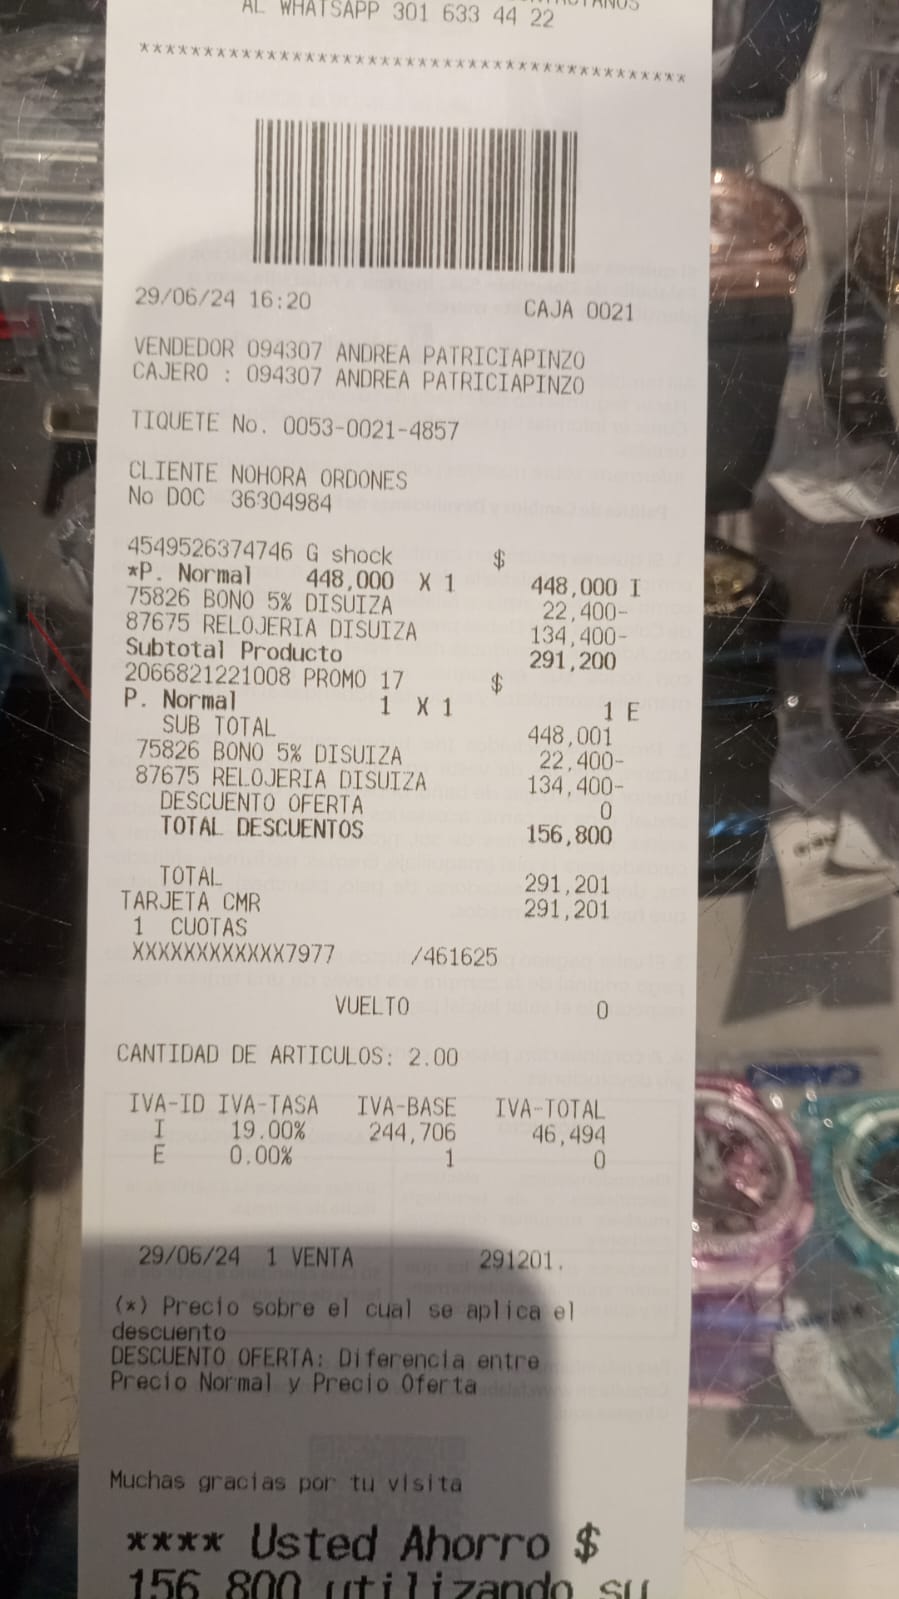 AL WHATSAPP 301 633 44 22
*******************************************
29/06/24 16:20 CAJA 0021
VENDEDOR 094307 ANDREA PATRICIAPINZO
CAJERO : 094307 ANDREA PATRICIAPINZO
TIQUETE No. 0053-0021-4857
CLIENTE NOHORA ORDONES
No DOC 36304984
4549526374746 G shock $
*P. Normal 448,000 X 1 448,000 I
75826 BONO 5% DISUIZA 22,400-
87675 RELOJERIA DISUIZA 134,400-
Subtotal Producto 291,200
2066821221008 PROMO 17 $
P. Normal 1 X 1 1 E
SUB TOTAL 448,001
75826 BONO 5% DISUIZA 22,400-
87675 RELOJERIA DISUIZA 134,400-
DESCUENTO OFERTA 0
TOTAL DESCUENTOS 156,800
TOTAL 291,201
TARJETA CMR 291,201
1 CUOTAS
XXXXXXXXXXXX7977 /461625
VUELTO 0
CANTIDAD DE ARTICULOS: 2.00
IVA-ID IVA-TASA IVA-BASE IVA-TOTAL
I 19.00% 244,706 46,494
E 0.00% 1 0
29/06/24 1 VENTA 291201.
(*) Precio sobre el cual se aplica el
descuento
DESCUENTO OFERTA: Diferencia entre
Precio Normal y Precio Oferta
Muchas gracias por tu visita
**** Usted Ahorro $
156,800 utilizando su